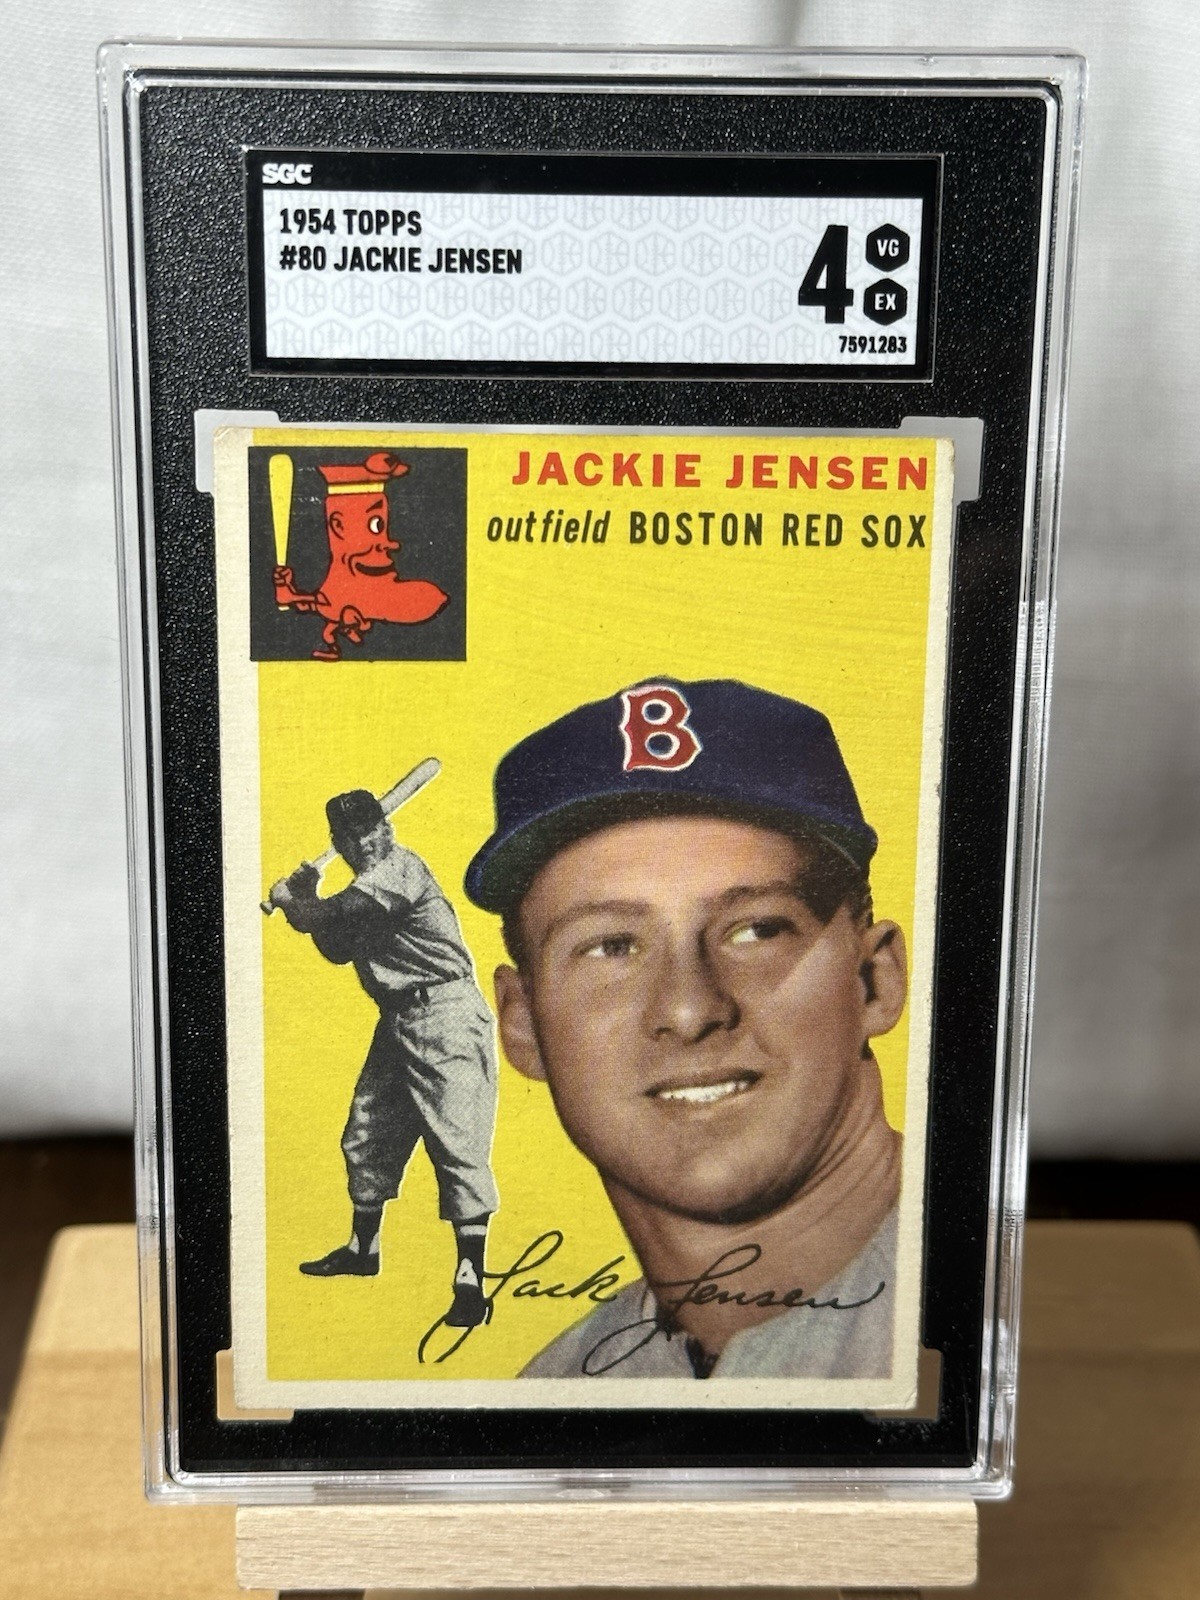 SGC
1954 TOPPS
#80 JACKIE JENSEN
4 VG
EX
7591283
JACKIE JENSEN
outfield BOSTON RED SOX
B
Jack Jensen